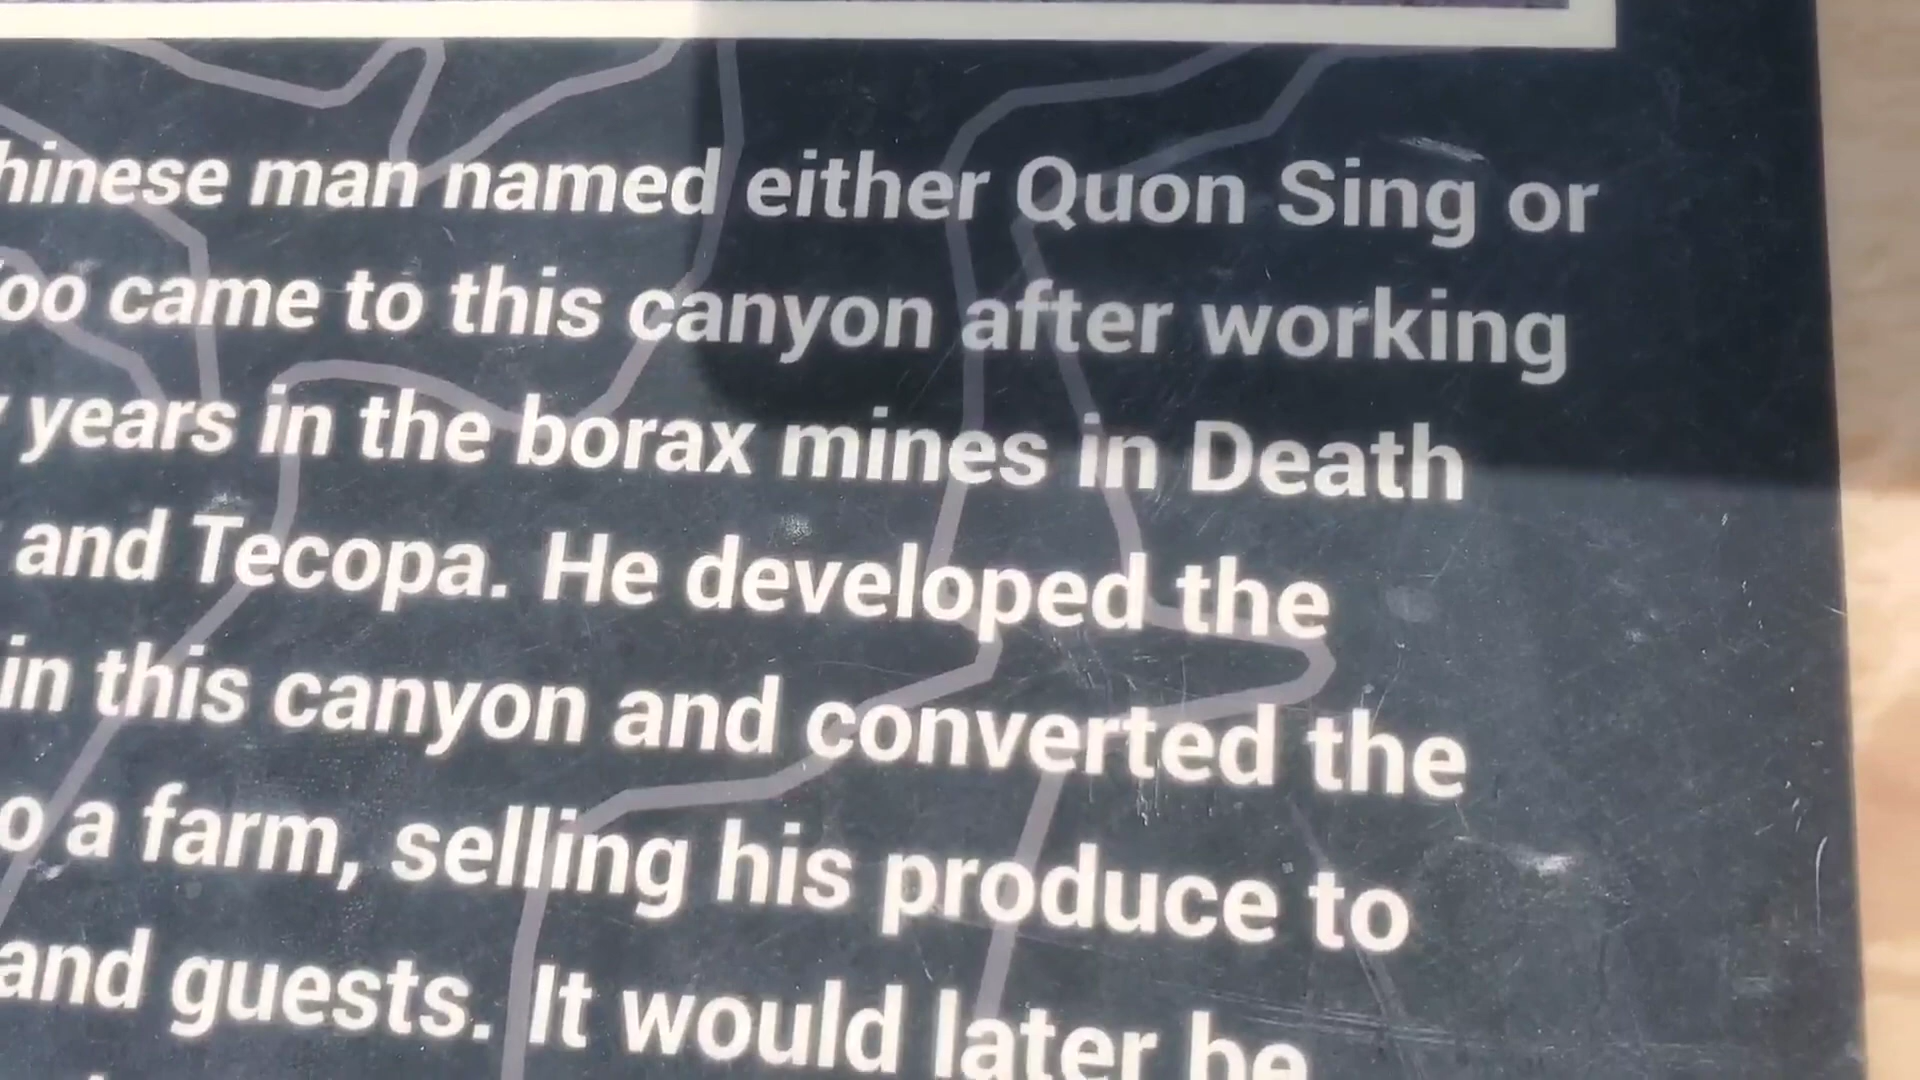 hinese man named either Quon Sing or
oo came to this canyon after working
years in the borax mines in Death
and Tecopa. He developed the
in this canyon and converted the
o a farm, selling his produce to
and guests. It would later be